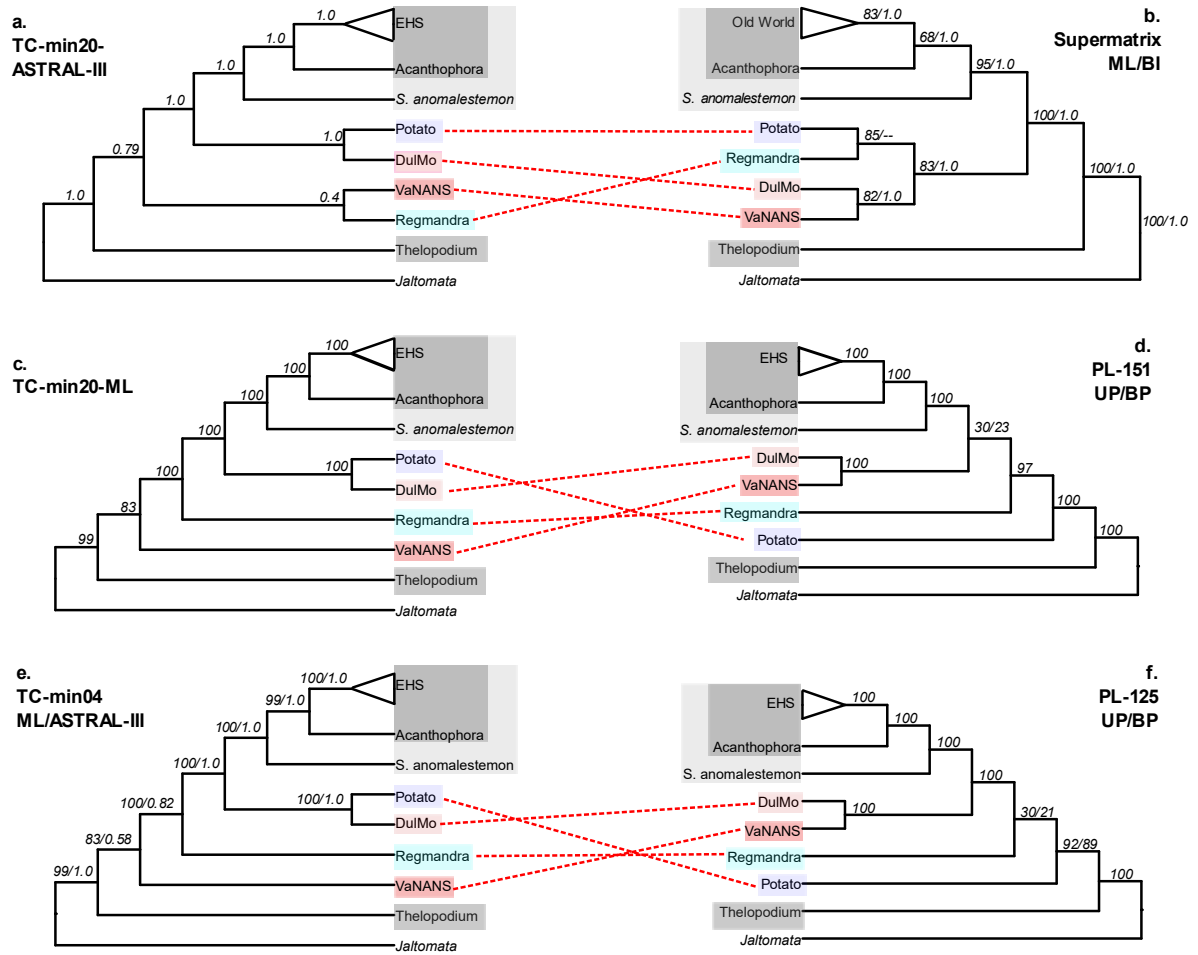 a.
TC-min20-
ASTRAL-III
1.0
EHS
1.0
Acanthophora
1.0
S. anomalestemon
1.0
Potato
1.0
DulMo
0.79
VaNANS
0.4
Regmandra
1.0
Thelopodium
Jaltomata
b.
Supermatrix
ML/BI
Old World
83/1.0
68/1.0
Acanthophora
95/1.0
S. anomalestemon
100/1.0
Potato
85/--
Regmandra
83/1.0
DulMo
82/1.0
VaNANS
100/1.0
Thelopodium
100/1.0
Jaltomata
c.
TC-min20-ML
100
EHS
100
Acanthophora
100
S. anomalestemon
100
Potato
100
DulMo
100
Regmandra
83
VaNANS
99
Thelopodium
Jaltomata
d.
PL-151
UP/BP
EHS
100
100
Acanthophora
100
S. anomalestemon
30/23
DulMo
100
VaNANS
97
Regmandra
100
Potato
100
Thelopodium
Jaltomata
e.
TC-min04
ML/ASTRAL-III
100/1.0
EHS
99/1.0
Acanthophora
100/1.0
S. anomalestemon
100/1.0
Potato
100/1.0
DulMo
100/0.82
Regmandra
83/0.58
VaNANS
99/1.0
Thelopodium
Jaltomata
f.
PL-125
UP/BP
EHS
100
100
Acanthophora
100
S. anomalestemon
100
DulMo
100
VaNANS
30/21
Regmandra
92/89
Potato
100
Thelopodium
Jaltomata